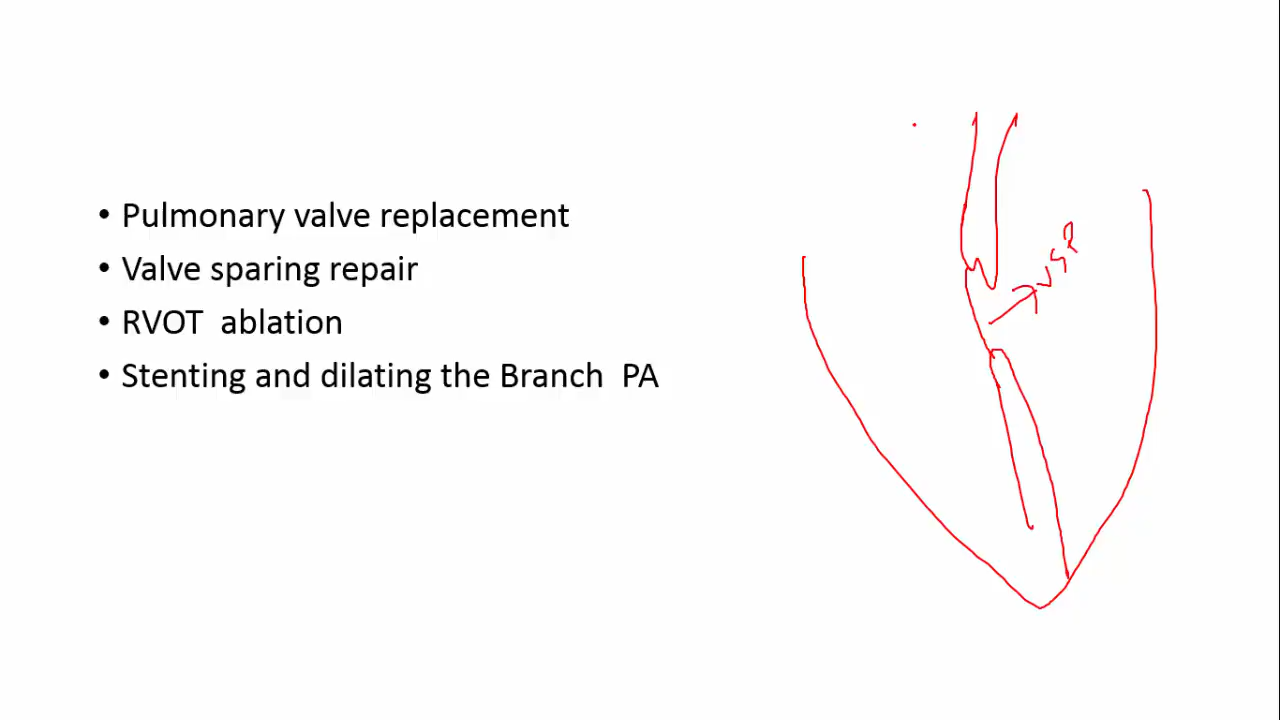 • Pulmonary valve replacement
• Valve sparing repair
• RVOT ablation
• Stenting and dilating the Branch PA